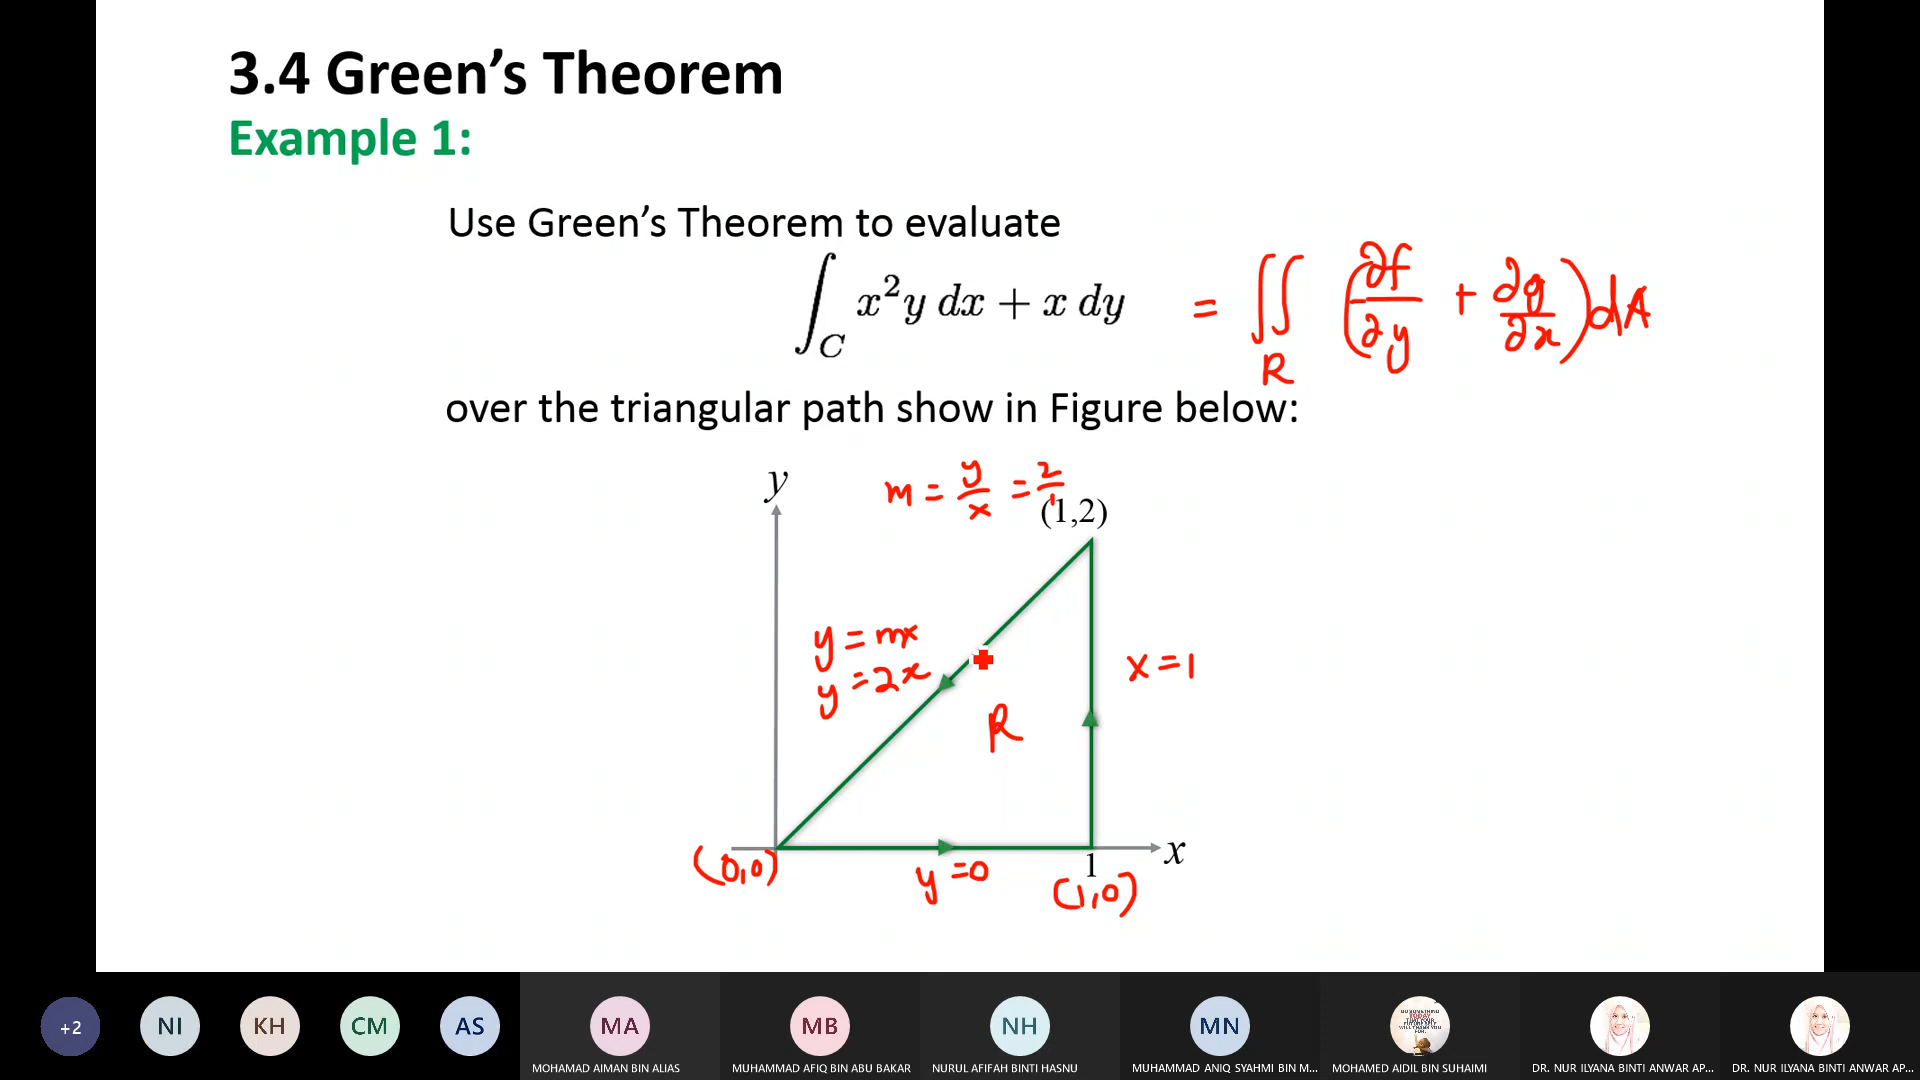 3.4 Green's Theorem
Example 1:
Use Green's Theorem to evaluate
∫_C x²y dx + x dy = ∬_R (∂f/∂y + ∂g/∂x) dA
over the triangular path show in Figure below:
y
m = y/x = 2/1
(1,2)
y = mx
y = 2x
x = 1
R
x
(0,0)
y = 0
1
(1,0)
+2
NI
KH
CM
AS
MA
MB
NH
MN
MOHAMAD AIMAN BIN ALIAS
MUHAMMAD AFIQ BIN ABU BAKAR
NURUL AFIFAH BINTI HASNU
MUHAMMAD ANIQ SYAHMI BIN M...
MOHAMED AIDIL BIN SUHAIMI
DR. NUR ILYANA BINTI ANWAR AP...
DR. NUR ILYANA BINTI ANWAR AP...